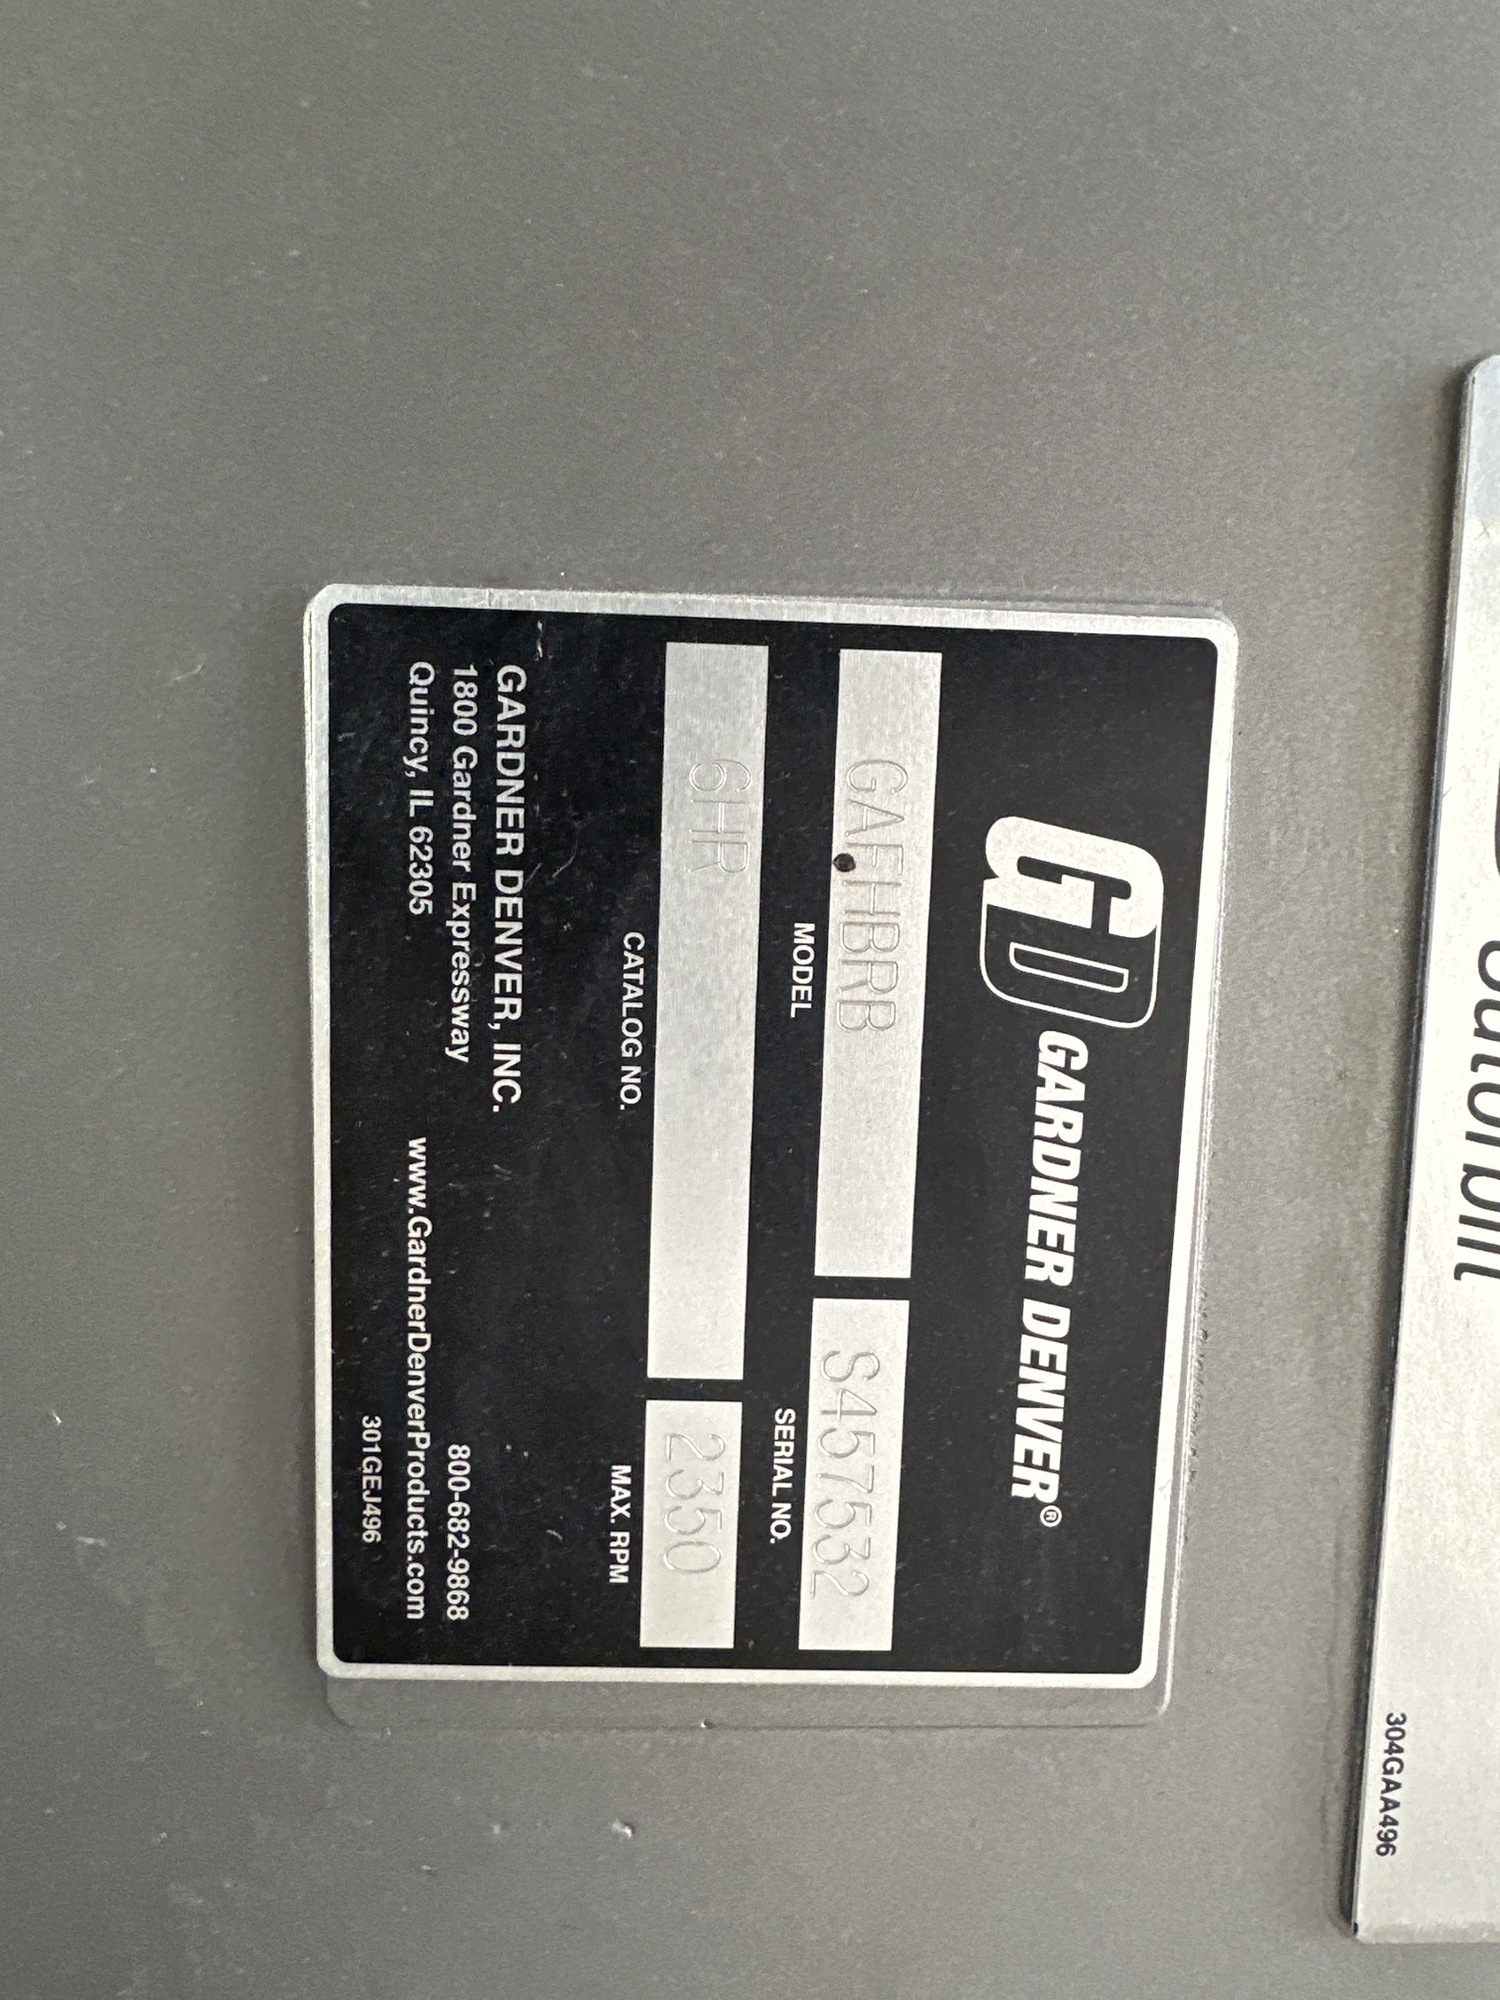 GD GARDNER DENVER®
GAFHBRB S457532
MODEL SERIAL NO.
6HR 2350
CATALOG NO. MAX. RPM
GARDNER DENVER, INC.
1800 Gardner Expressway 800-682-9868
Quincy, IL 62305 www.GardnerDenverProducts.com
301GEJ496
304GAA496